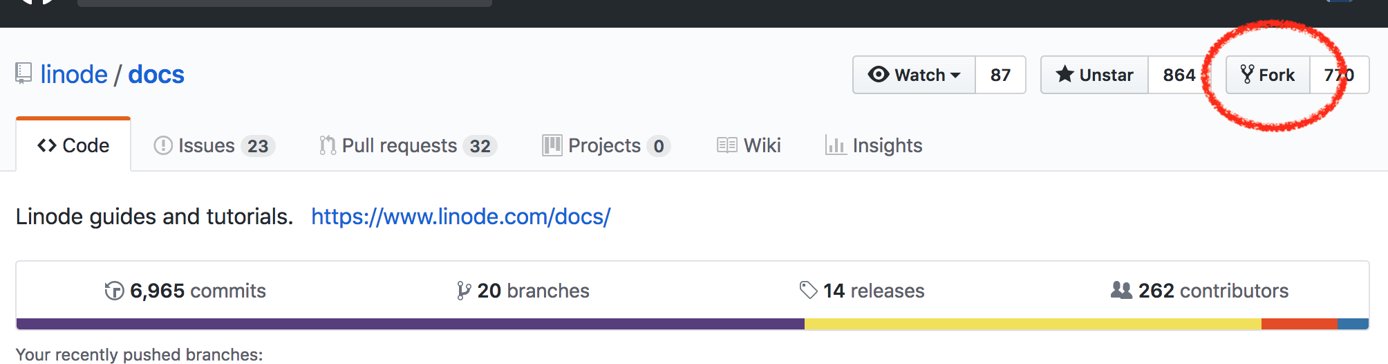 linode / docs Watch 87 Unstar 864 Fork 770
Code Issues 23 Pull requests 32 Projects 0 Wiki Insights
Linode guides and tutorials. https://www.linode.com/docs/
6,965 commits 20 branches 14 releases 262 contributors
Your recently pushed branches: